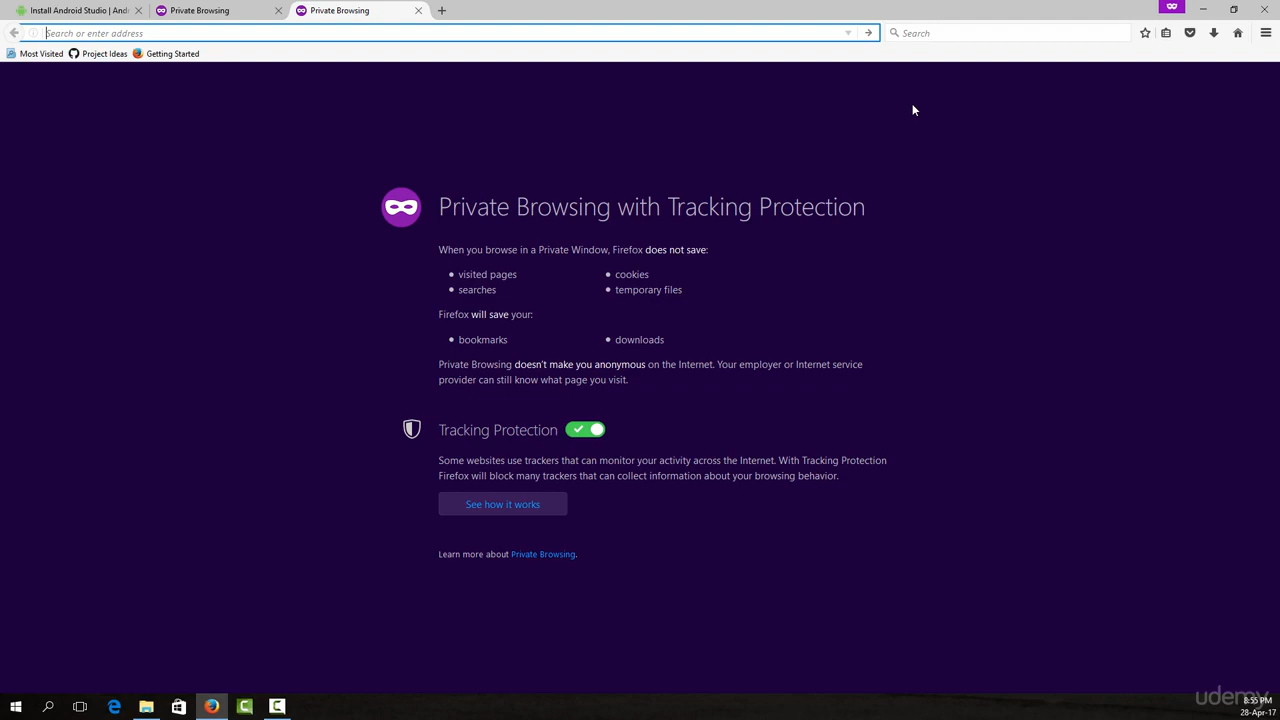 Install Android Studio | And
Private Browsing
Private Browsing
Search or enter address
Search
Most Visited
Project Ideas
Getting Started
Private Browsing with Tracking Protection
When you browse in a Private Window, Firefox does not save:
visited pages
cookies
searches
temporary files
Firefox will save your:
bookmarks
downloads
Private Browsing doesn't make you anonymous on the Internet. Your employer or Internet service
provider can still know what page you visit.
Tracking Protection
Some websites use trackers that can monitor your activity across the Internet. With Tracking Protection
Firefox will block many trackers that can collect information about your browsing behavior.
See how it works
Learn more about Private Browsing.
udemy
8:55 PM
28-Apr-17